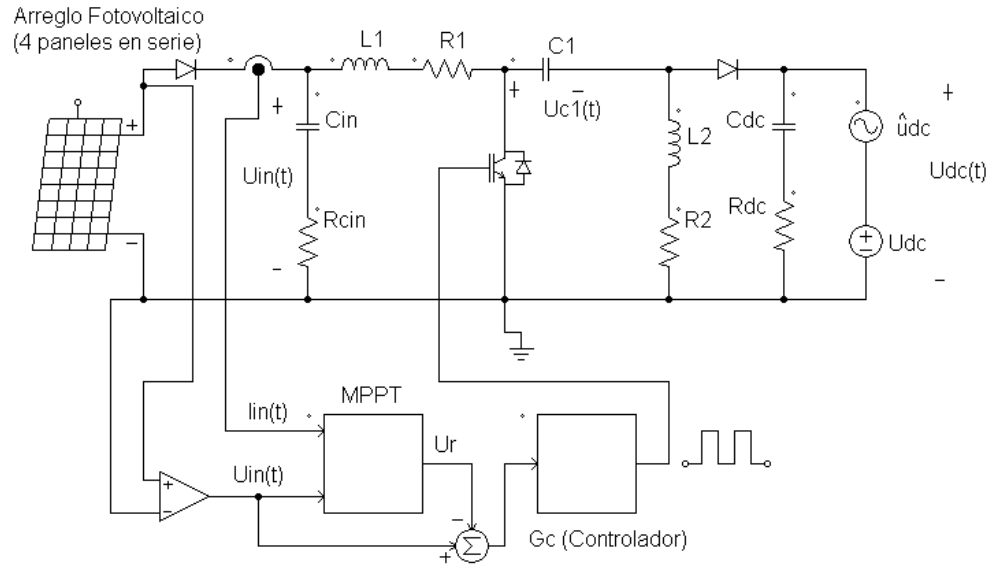 Arreglo Fotovoltaico
(4 paneles en serie)
L1
R1
C1
+
−
Uc1(t)
+
Cin
Uin(t)
Rcin
−
+
−
L2
R2
Cdc
Rdc
ûdc
Udc
+
Udc(t)
−
MPPT
Iin(t)
Ur
Uin(t)
+
−
−
+
Σ
Gc (Controlador)